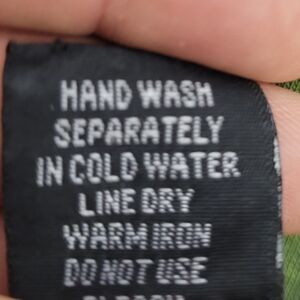 HAND WASH
SEPARATELY
IN COLD WATER
LINE DRY
WARM IRON
DO NOT USE